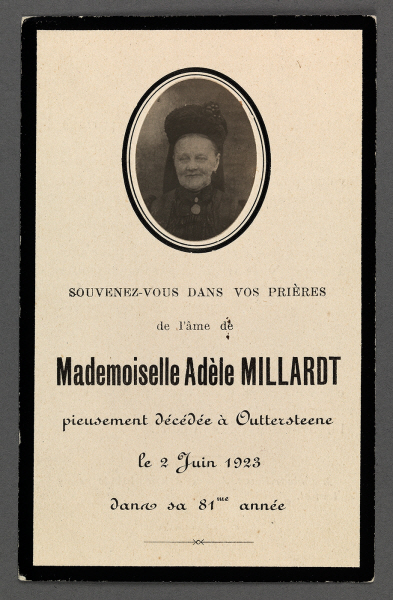 SOUVENEZ-VOUS DANS VOS PRIÈRES
de l'âme de
Mademoiselle Adèle MILLARDT
pieusement décédée à Outtersteene
le 2 Juin 1923
dans sa 81me année